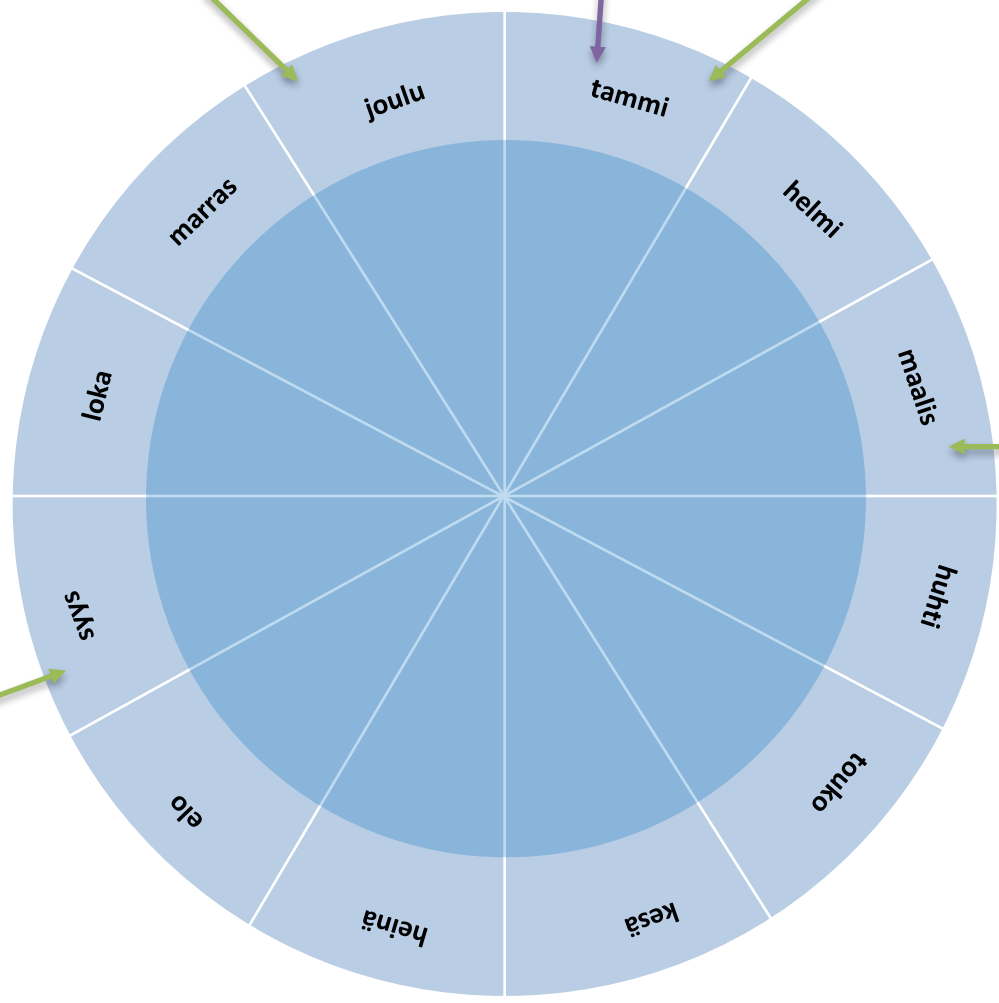 tammi
helmi
maalis
huhti
touko
kesä
heinä
elo
syys
loka
marras
joulu